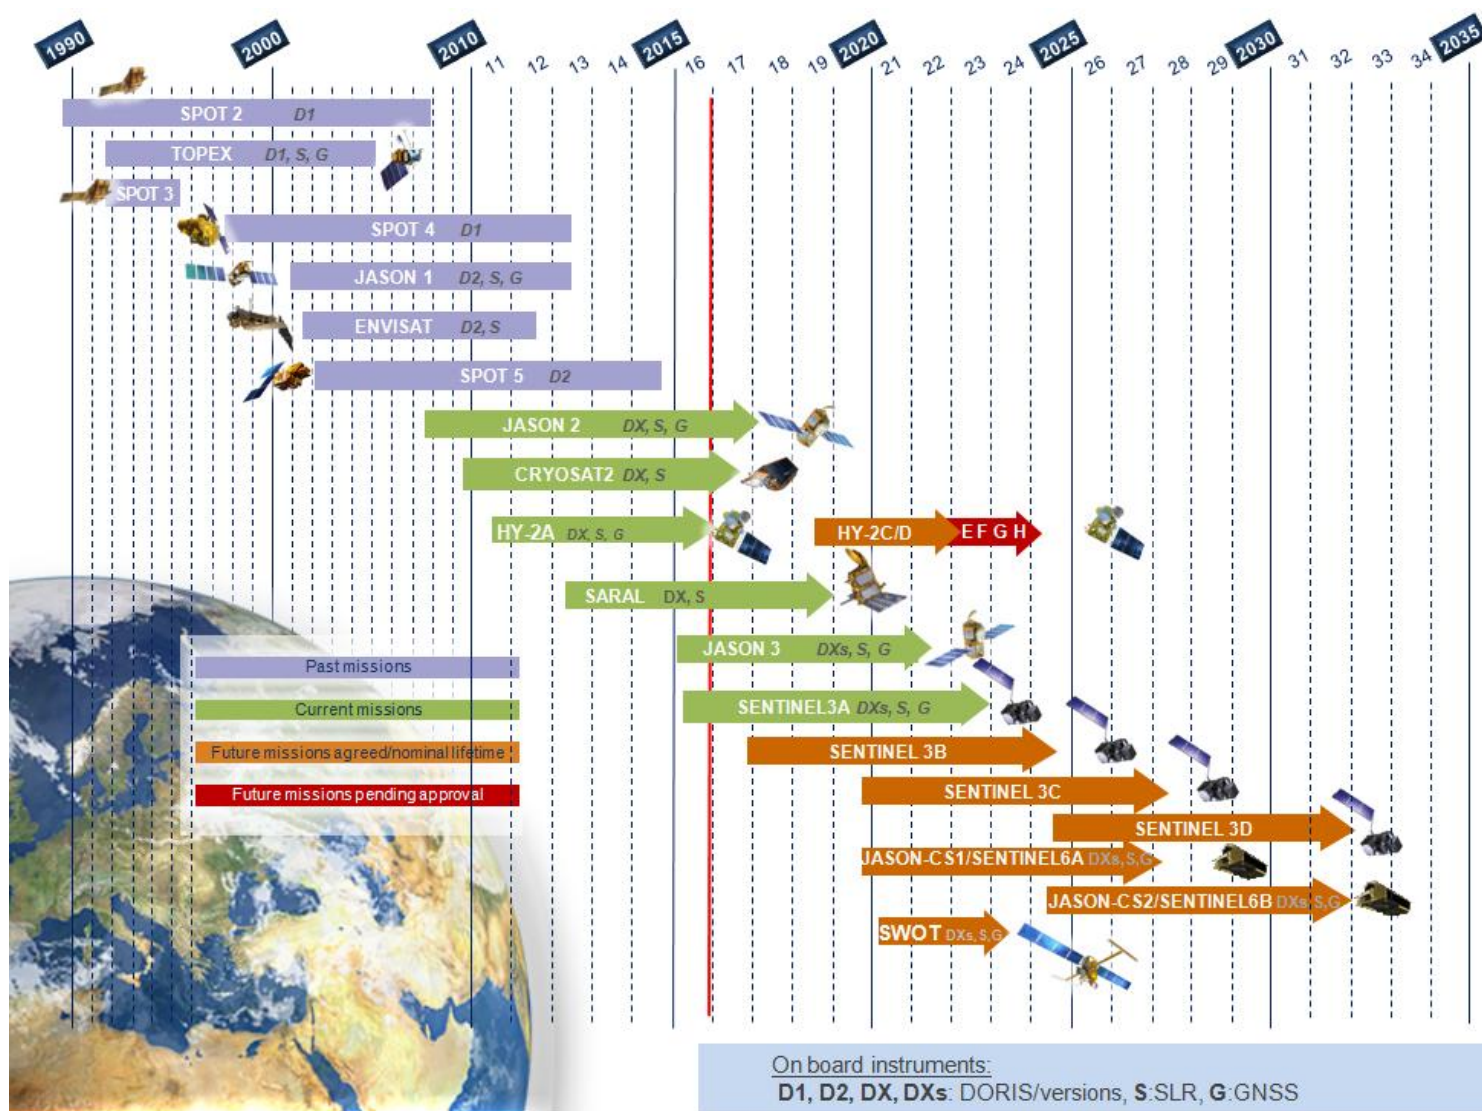 1990 2000 2010 11 12 13 14 2015 16 17 18 19 2020 21 22 23 24 2025 26 27 28 29 2030 31 32 33 34 2035
SPOT 2 D1
TOPEX D1, S, G
SPOT 3
SPOT 4 D1
JASON 1 D2, S, G
ENVISAT D2, S
SPOT 5 D2
JASON 2 DX, S, G
CRYOSAT2 DX, S
HY-2A DX, S, G HY-2C/D E F G H
SARAL DX, S
JASON 3 DXs, S, G
SENTINEL3A DXs, S, G
SENTINEL 3B
SENTINEL 3C
SENTINEL 3D
JASON-CS1/SENTINEL6A DXs,S,G
JASON-CS2/SENTINEL6B DXs,S,G
SWOT DXs,S,G
Past missions
Current missions
Future missions agreed/nominal lifetime
Future missions pending approval
On board instruments:
D1, D2, DX, DXs: DORIS/versions, S:SLR, G:GNSS